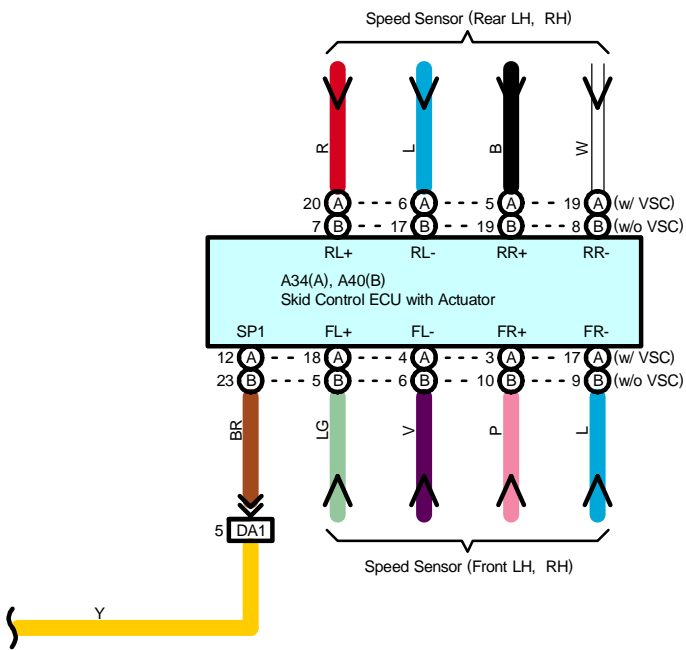 Speed Sensor (Rear LH, RH)
R L B W
20 A 6 A 5 A 19 A (w/ VSC)
7 B 17 B 19 B 8 B (w/o VSC)
RL+ RL- RR+ RR-
A34(A), A40(B)
Skid Control ECU with Actuator
SP1 FL+ FL- FR+ FR-
12 A 18 A 4 A 3 A 17 A (w/ VSC)
23 B 5 B 6 B 10 B 9 B (w/o VSC)
BR LG V P L
5 DA1
Speed Sensor (Front LH, RH)
Y